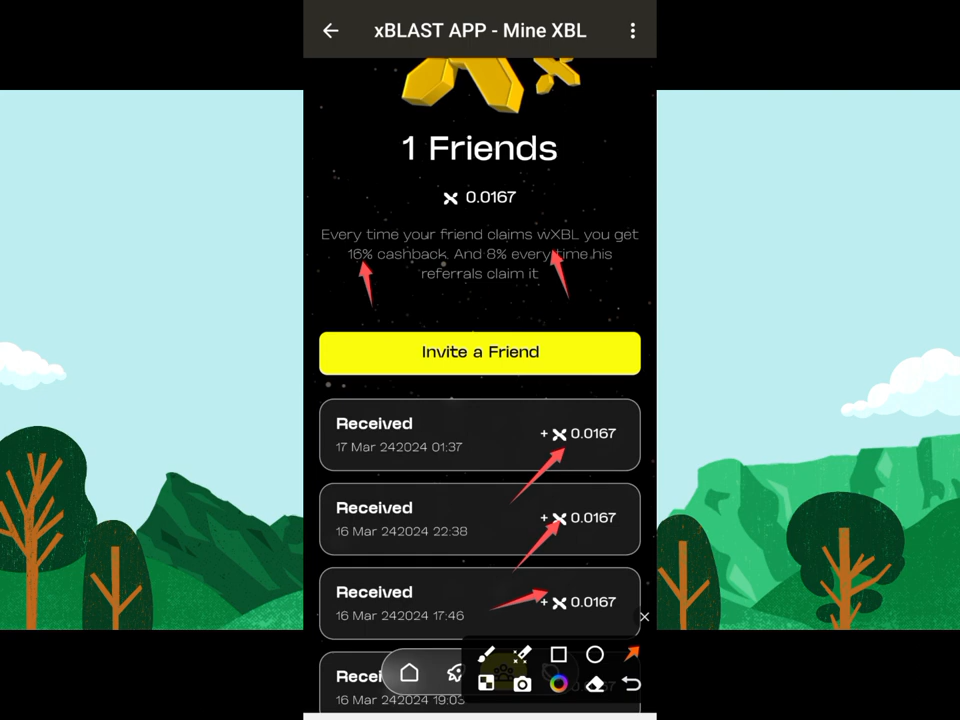 xBLAST APP - Mine XBL
1 Friends
0.0167
Every time your friend claims wXBL you get
16% cashback. And 8% every time his
referrals claim it
Invite a Friend
Received
+ 0.0167
17 Mar 242024 01:37
Received
+ 0.0167
16 Mar 242024 22:38
Received
+ 0.0167
16 Mar 242024 17:46
16 Mar 242024 19:03